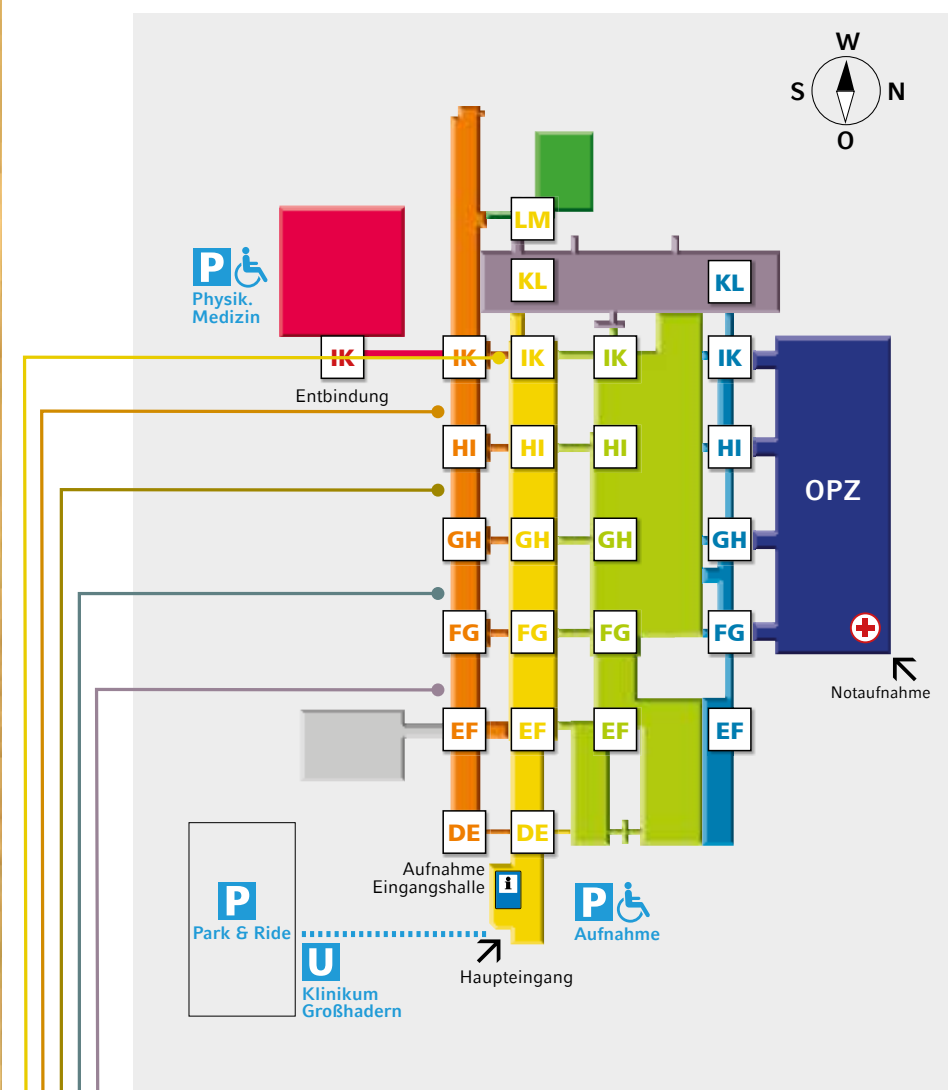 W
S N
O
LM
KL KL
P
Physik.
Medizin
IK IK IK IK IK
Entbindung
HI HI HI HI
OPZ
GH GH GH GH
FG FG FG FG
Notaufnahme
EF EF EF EF
DE DE
Aufnahme
Eingangshalle
i
P
Park & Ride
P
Aufnahme
U
Klinikum
Großhadern
Haupteingang